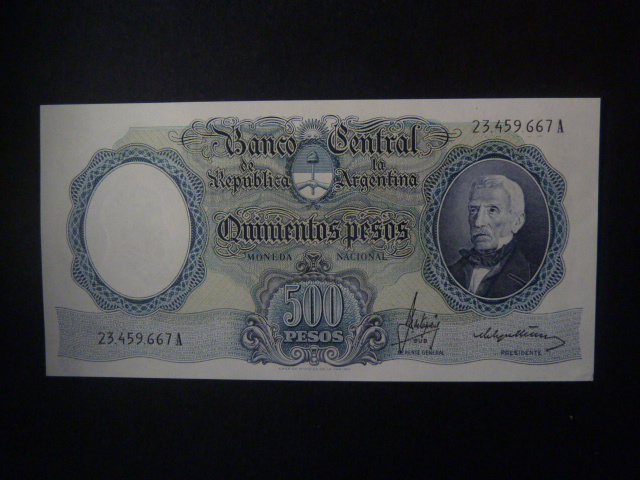 Banco Central
de la
República Argentina
23.459.667 A
Quinientos pesos
MONEDA NACIONAL
500
PESOS
23.459.667 A
SUB
GERENTE GENERAL
PRESIDENTE